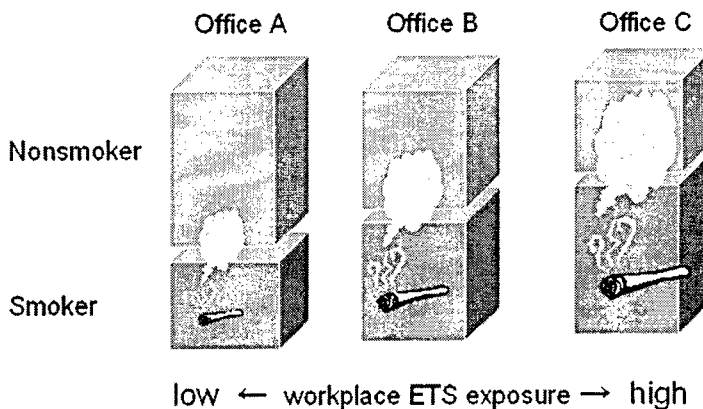 Office A Office B Office C
Nonsmoker
Smoker
low ← workplace ETS exposure → high